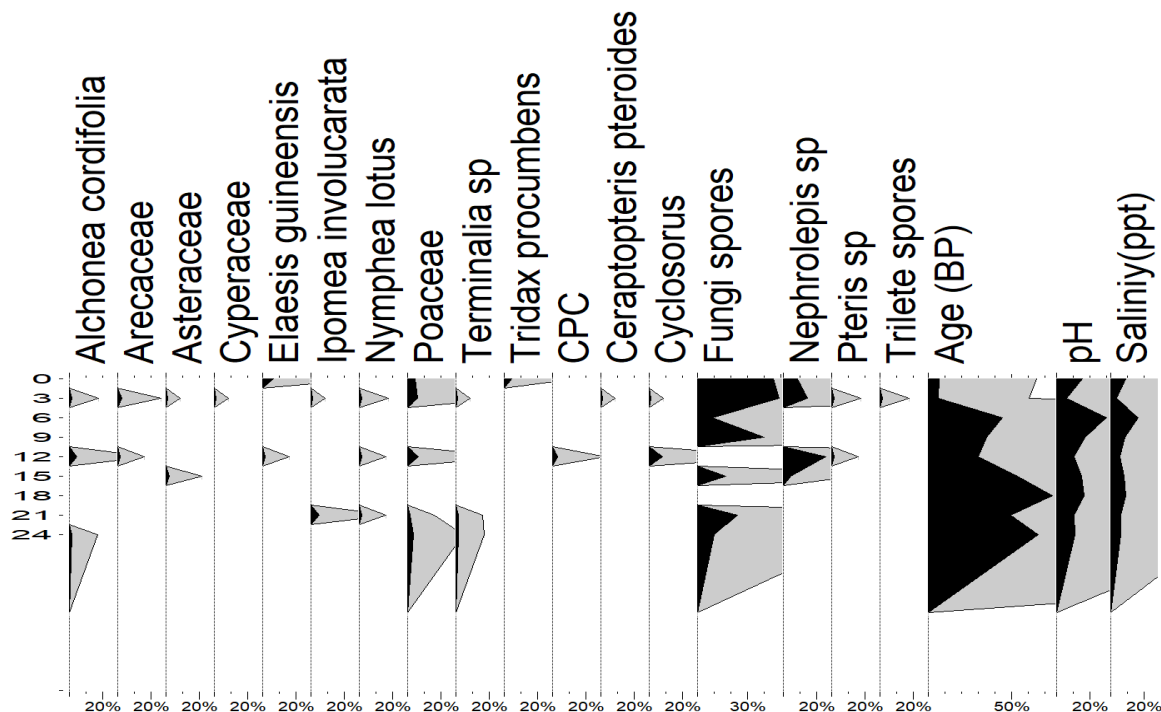 Alchonea cordifolia
Arecaceae
Asteraceae
Cyperaceae
Elaesis guineensis
Ipomea involucarata
Nymphea lotus
Poaceae
Terminalia sp
Tridax procumbens
CPC
Ceraptopteris pteroides
Cyclosorus
Fungi spores
Nephrolepis sp
Pteris sp
Trilete spores
Age (BP)
pH
Saliniy(ppt)
0
3
6
9
12
15
18
21
24
20% 20% 20% 20% 20% 20% 20% 20% 20% 20% 20% 20% 20% 30% 20% 20% 20% 50% 20% 20%